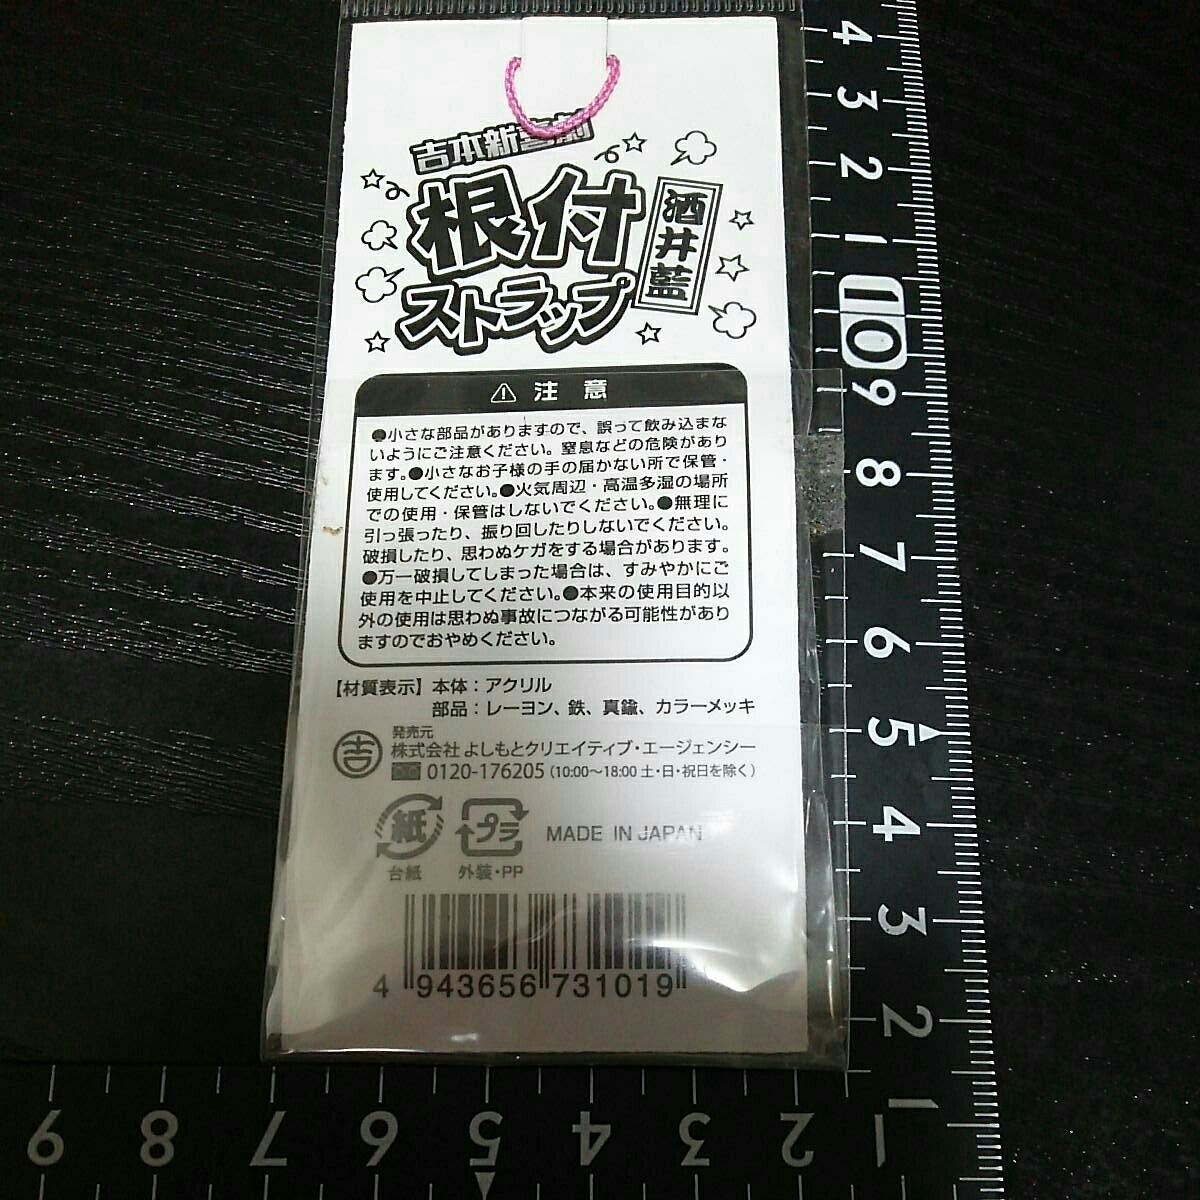 吉本新喜劇
根付
ストラップ
酒井藍
注意
●小さな部品がありますので、誤って飲み込まな
いようにご注意ください。窒息などの危険があり
ます。●小さなお子様の手の届かない所で保管・
使用してください。●火気周辺・高温多湿の場所
での使用・保管はしないでください。●無理に
引っ張ったり、振り回したりしないでください。
破損したり、思わぬケガをする場合があります。
●万一破損してしまった場合は、すみやかにご
使用を中止してください。●本来の使用目的以
外の使用は思わぬ事故につながる可能性があり
ますのでおやめください。
【材質表示】本体：アクリル
部品：レーヨン、鉄、真鍮、カラーメッキ
発売元
吉
株式会社 よしもとクリエイティブ・エージェンシー
0120-176205（10:00～18:00 土・日・祝日を除く）
紙
プラ
MADE IN JAPAN
台紙
外装・PP
4 943656 731019
4
3
2
1
10
9
8
7
6
5
4
3
2
1
9 8 7 6 5 4 3 2 1